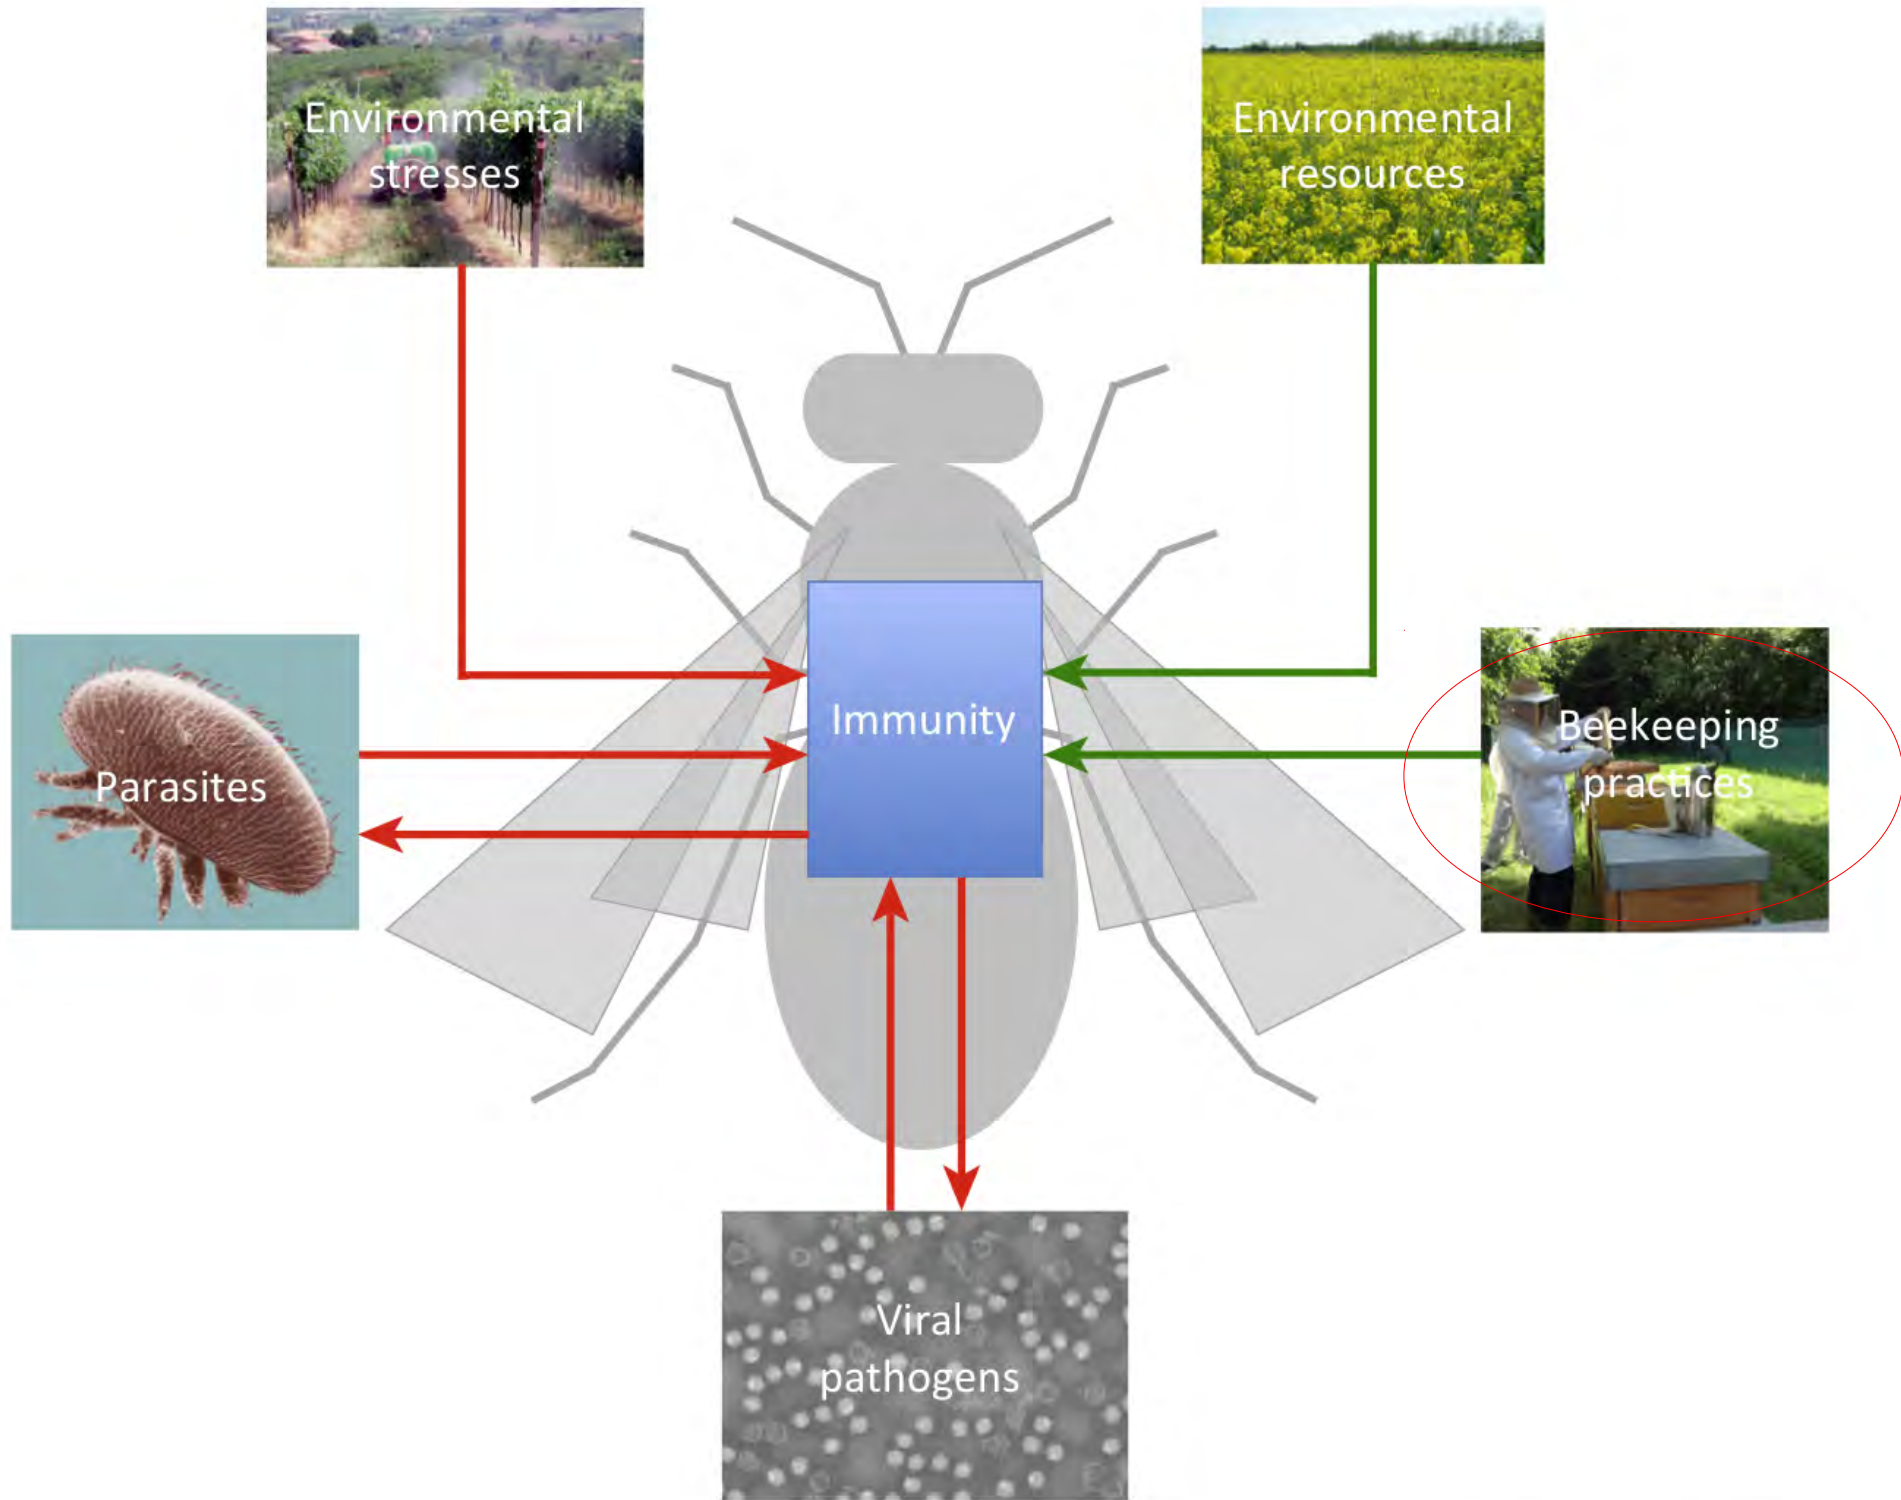 Environmental
stresses
Environmental
resources
Immunity
Parasites
Beekeeping
practices
Viral
pathogens